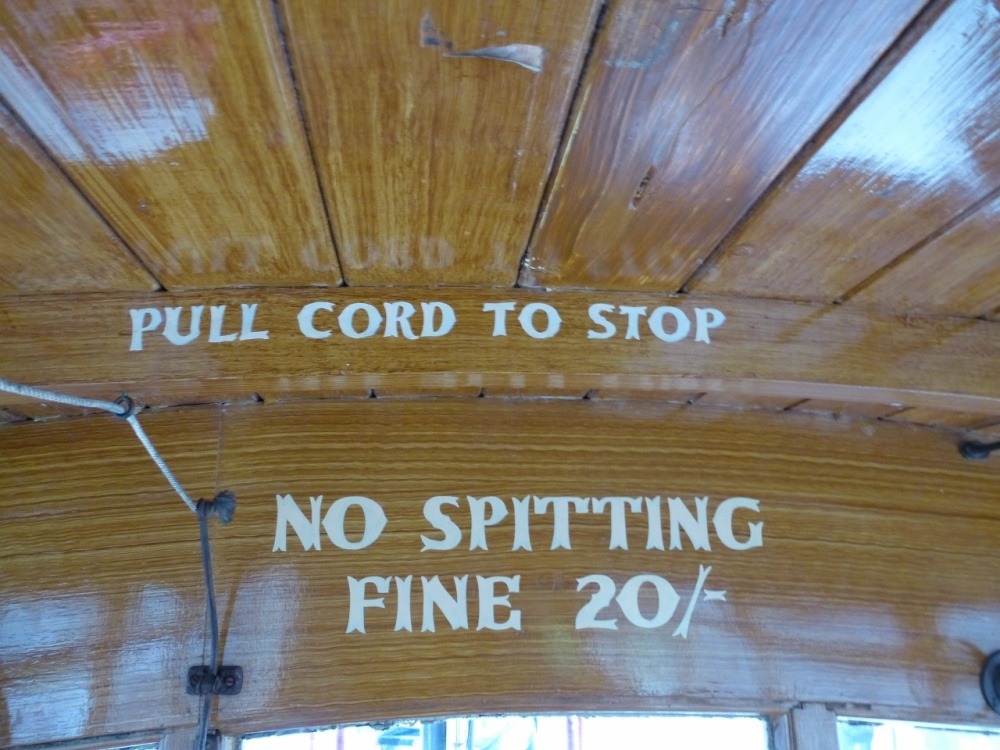 PULL CORD TO STOP
NO SPITTING
FINE 20/-